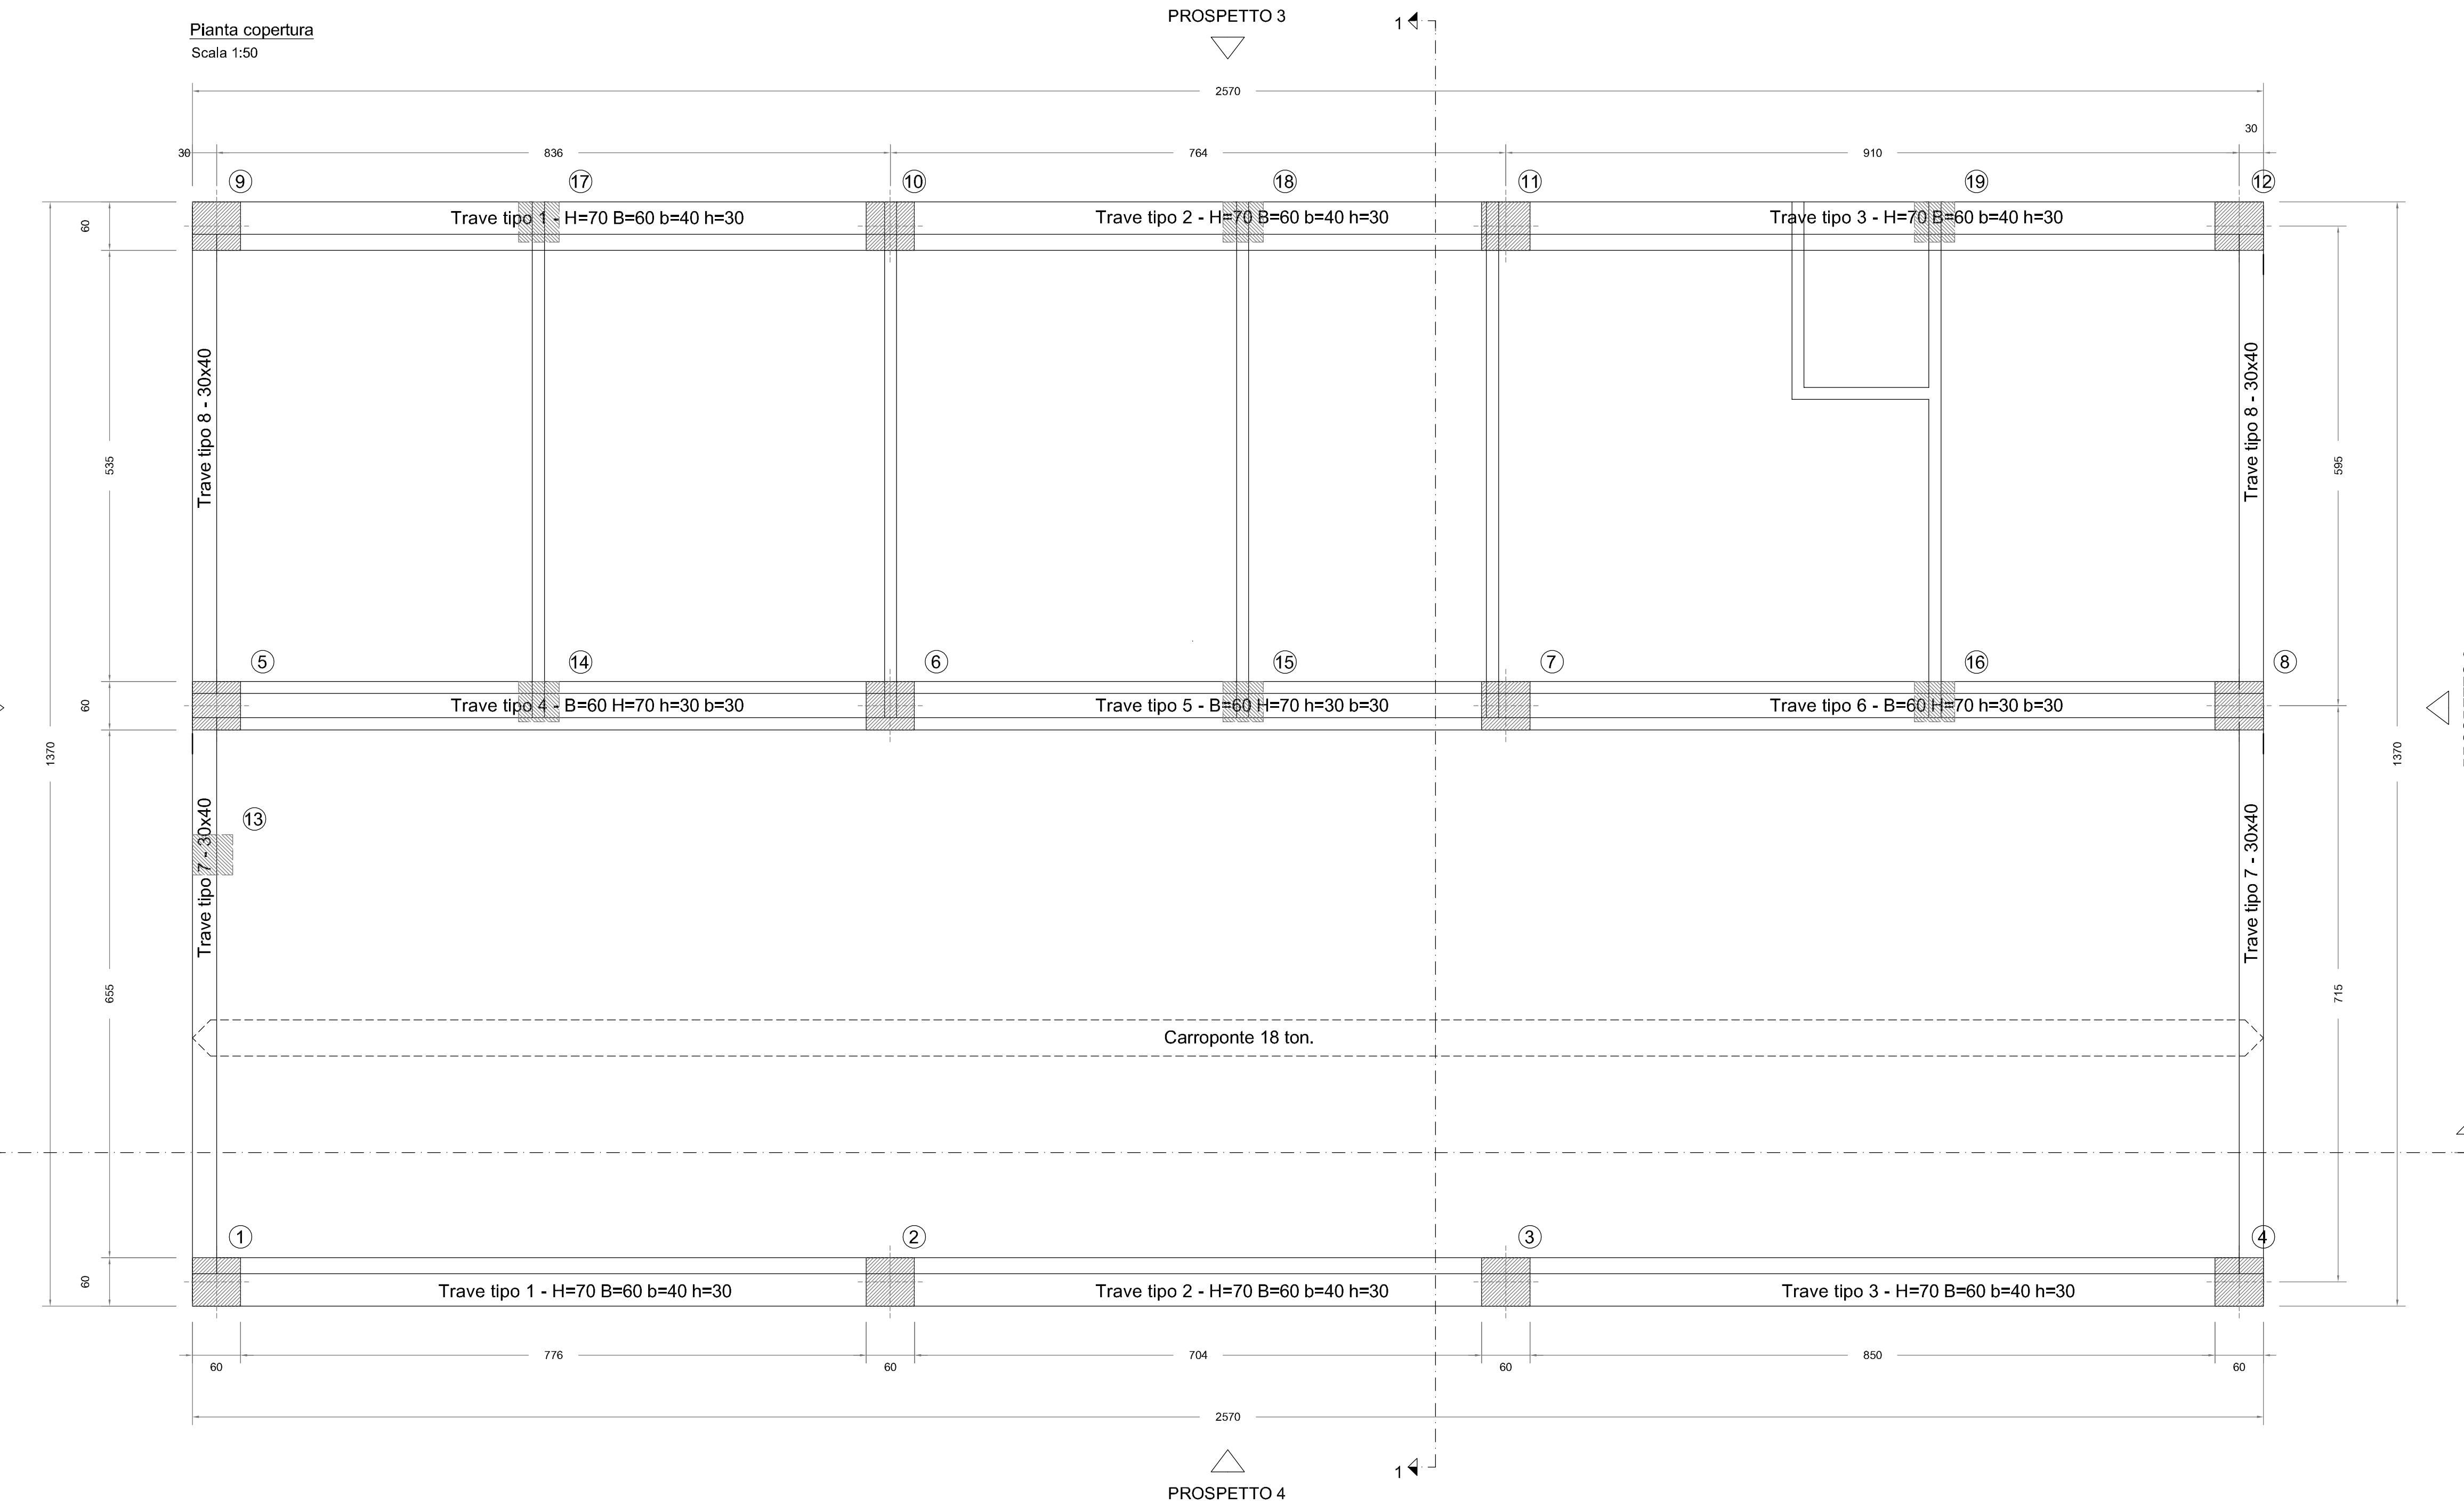 PROSPETTO 3
1
Pianta copertura
Scala 1:50
2570
30
30
836
764
910
9
17
10
18
11
19
12
60
Trave tipo 1 - H=70 B=60 b=40 h=30
Trave tipo 2 - H=70 B=60 b=40 h=30
Trave tipo 3 - H=70 B=60 b=40 h=30
Trave tipo 8 - 30x40
Trave tipo 8 - 30x40
535
595
5
14
6
15
7
16
8
60
Trave tipo 4 - B=60 H=70 h=30 b=30
Trave tipo 5 - B=60 H=70 h=30 b=30
Trave tipo 6 - B=60 H=70 h=30 b=30
1370
1370
13
Trave tipo 7 - 30x40
Trave tipo 7 - 30x40
655
715
Carroponte 18 ton.
1
2
3
4
60
Trave tipo 1 - H=70 B=60 b=40 h=30
Trave tipo 2 - H=70 B=60 b=40 h=30
Trave tipo 3 - H=70 B=60 b=40 h=30
776
704
850
60
60
60
60
2570
1
PROSPETTO 4